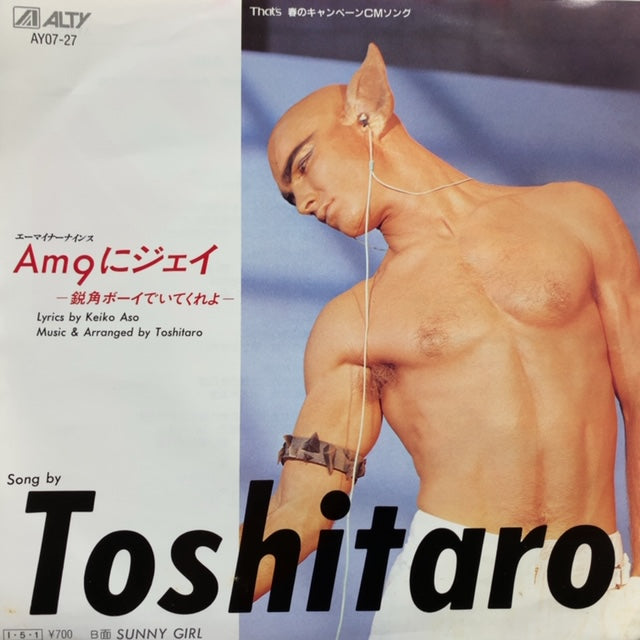 ALTY
AY07-27
That's 春のキャンペーンCMソング
エーマイナーナインス
Am9にジェイ
－鋭角ボーイでいてくれよ－
Lyrics by Keiko Aso
Music & Arranged by Toshitaro
Song by
Toshitaro
I・5・1 ¥700 B面 SUNNY GIRL